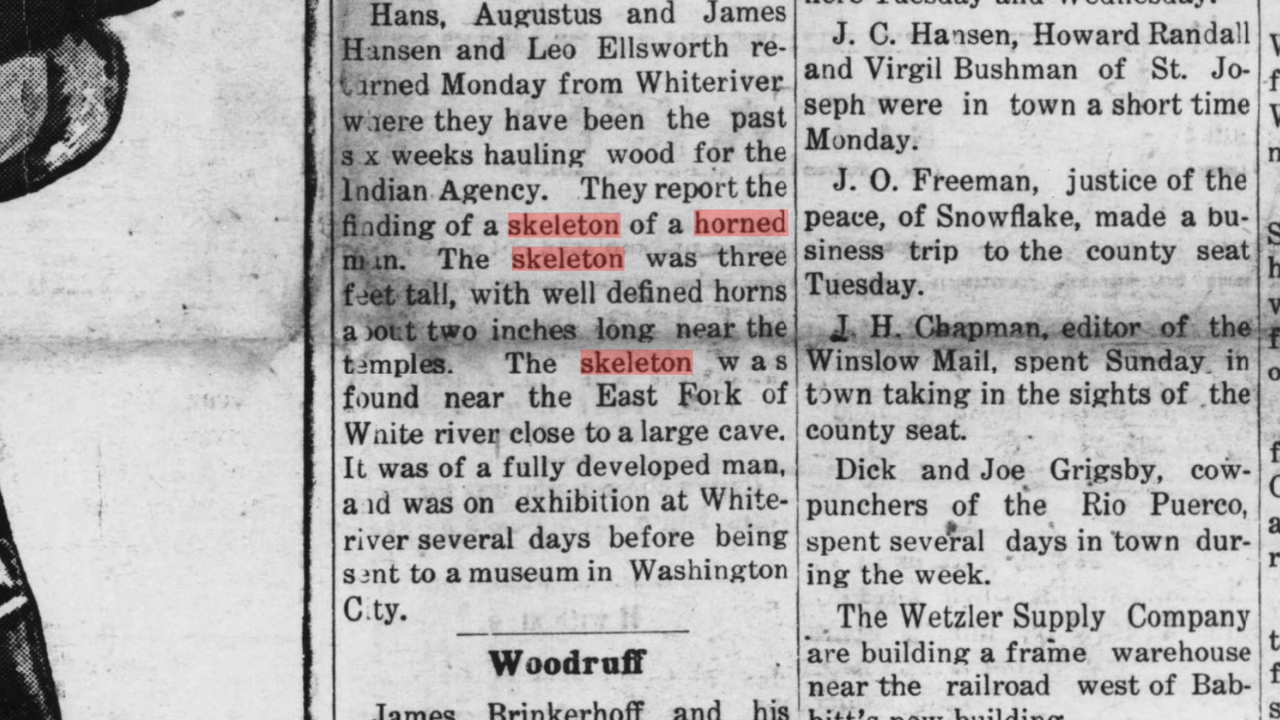 Hans, Augustus and James
Hansen and Leo Ellsworth re-
turned Monday from Whiteriver
where they have been the past
six weeks hauling wood for the
Indian Agency. They report the
finding of a skeleton of a horned
man. The skeleton was three
feet tall, with well defined horns
about two inches long near the
temples. The skeleton was
found near the East Fork of
White river close to a large cave.
It was of a fully developed man,
and was on exhibition at White-
river several days before being
sent to a museum in Washington
City.
Woodruff
James Brinkerhoff and his
here Tuesday and Wednesday.
J. C. Hansen, Howard Randall
and Virgil Bushman of St. Jo-
seph were in town a short time
Monday.
J. O. Freeman, justice of the
peace, of Snowflake, made a bu-
siness trip to the county seat
Tuesday.
J. H. Chapman, editor of the
Winslow Mail, spent Sunday in
town taking in the sights of the
county seat.
Dick and Joe Grigsby, cow-
punchers of the Rio Puerco,
spent several days in town dur-
ing the week.
The Wetzler Supply Company
are building a frame warehouse
near the railroad west of Bab-
bitt's new building.